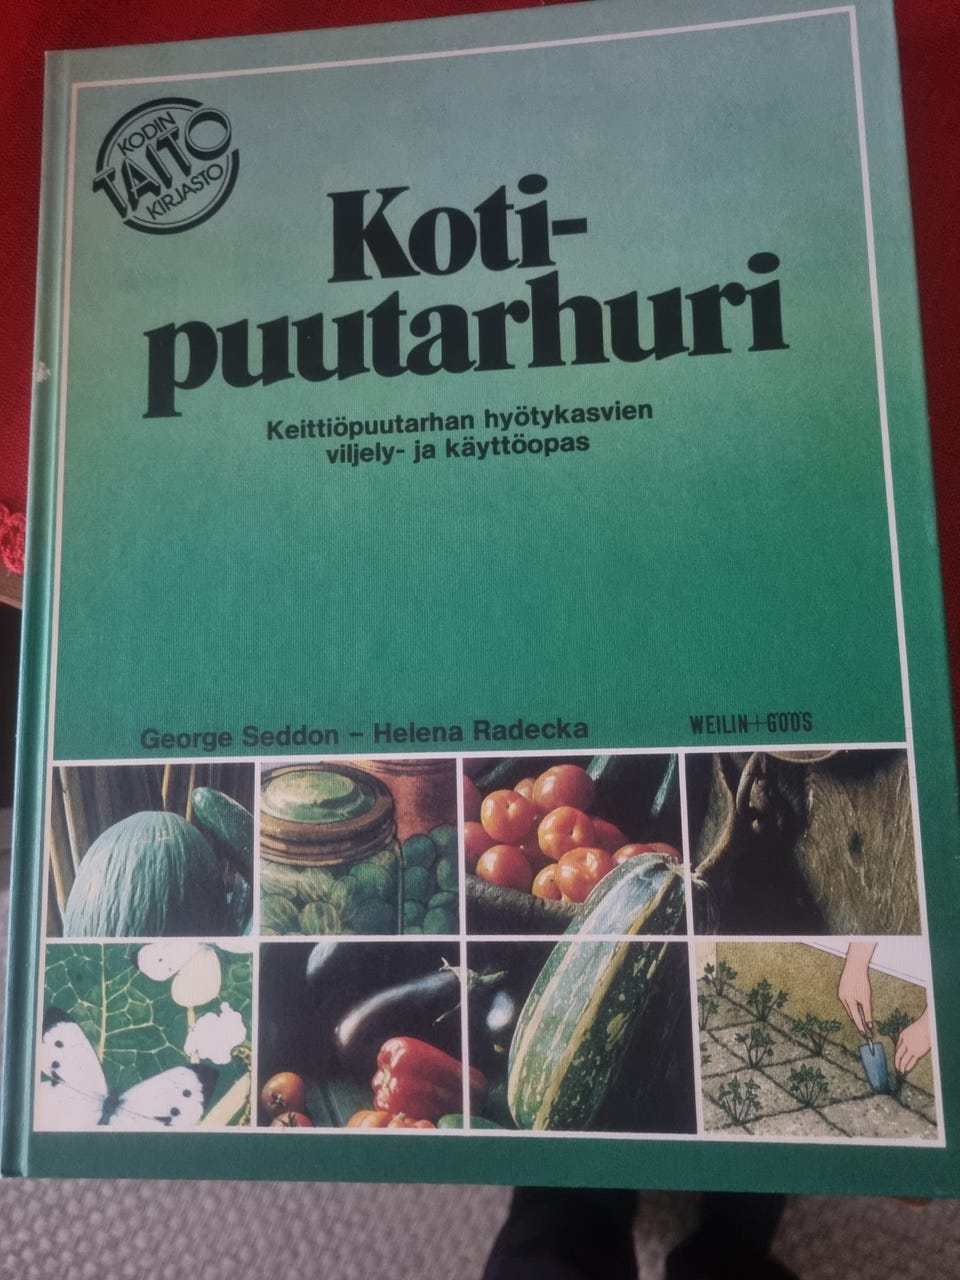 KODIN
TAITO
KIRJASTO
Koti-
puutarhuri
Keittiöpuutarhan hyötykasvien
viljely- ja käyttöopas
George Seddon – Helena Radecka
WEILIN+GÖÖS